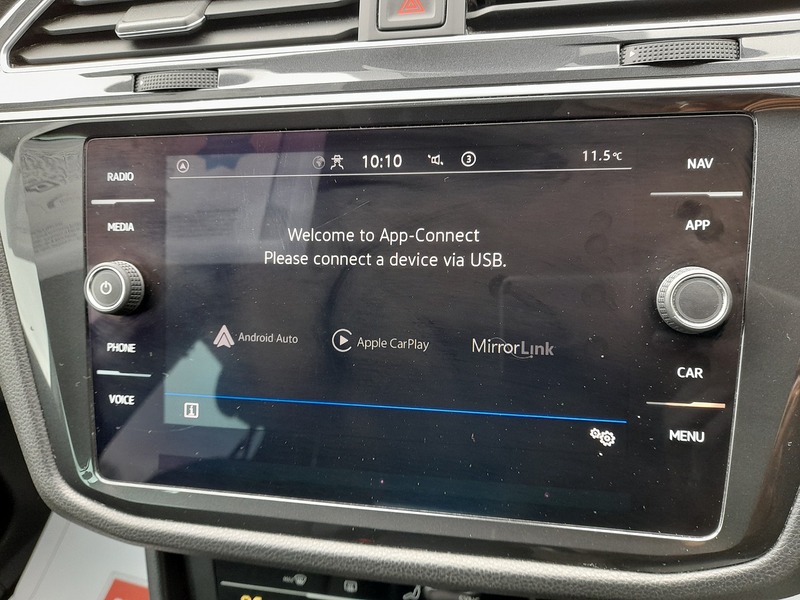 RADIO
MEDIA
PHONE
VOICE
10:10
3
11.5°C
Welcome to App-Connect
Please connect a device via USB.
Android Auto
Apple CarPlay
MirrorLink
NAV
APP
CAR
MENU